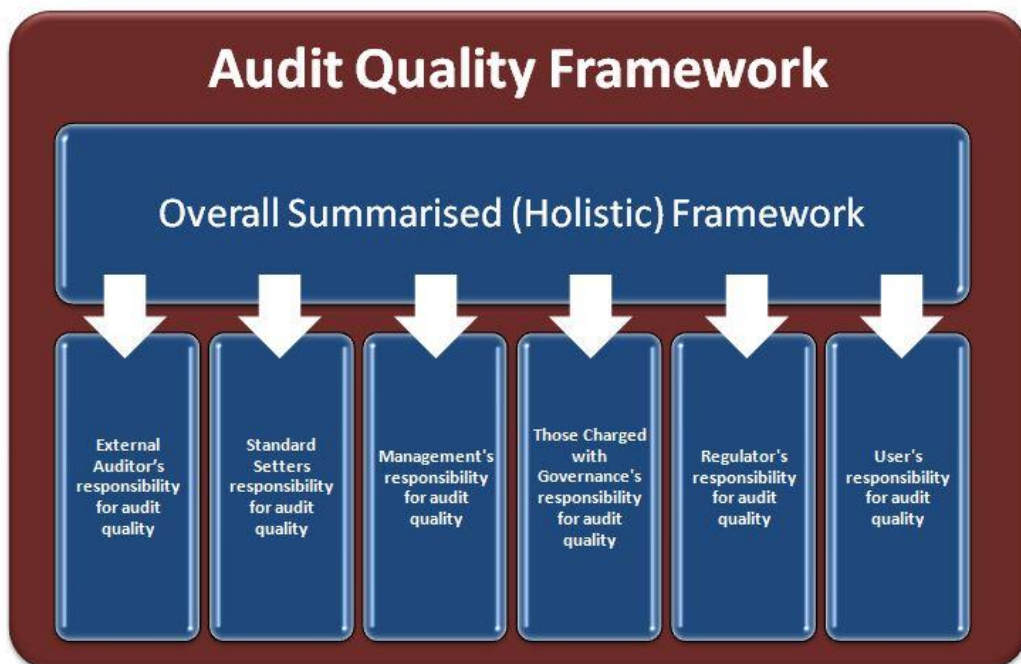 Audit Quality Framework
Overall Summarised (Holistic) Framework
External
Auditor's
responsibility
for audit
quality
Standard
Setters
responsibility
for audit
quality
Management's
responsibility
for audit
quality
Those Charged
with
Governance's
responsibility
for audit
quality
Regulator's
responsibility
for audit
quality
User's
responsibility
for audit
quality